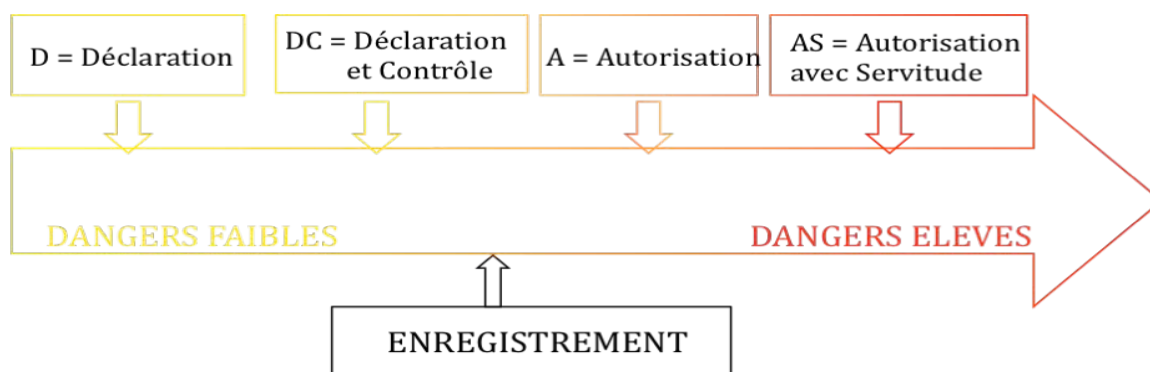 D = Déclaration
DC = Déclaration
et Contrôle
A = Autorisation
AS = Autorisation
avec Servitude
DANGERS FAIBLES
DANGERS ELEVES
ENREGISTREMENT